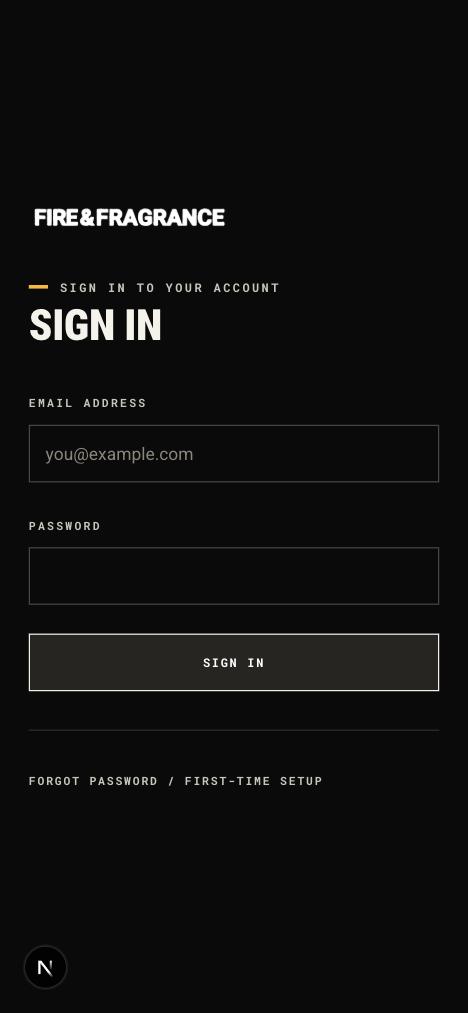 FIRE&FRAGRANCE
SIGN IN TO YOUR ACCOUNT
SIGN IN
EMAIL ADDRESS
you@example.com
PASSWORD
SIGN IN
FORGOT PASSWORD / FIRST-TIME SETUP
N